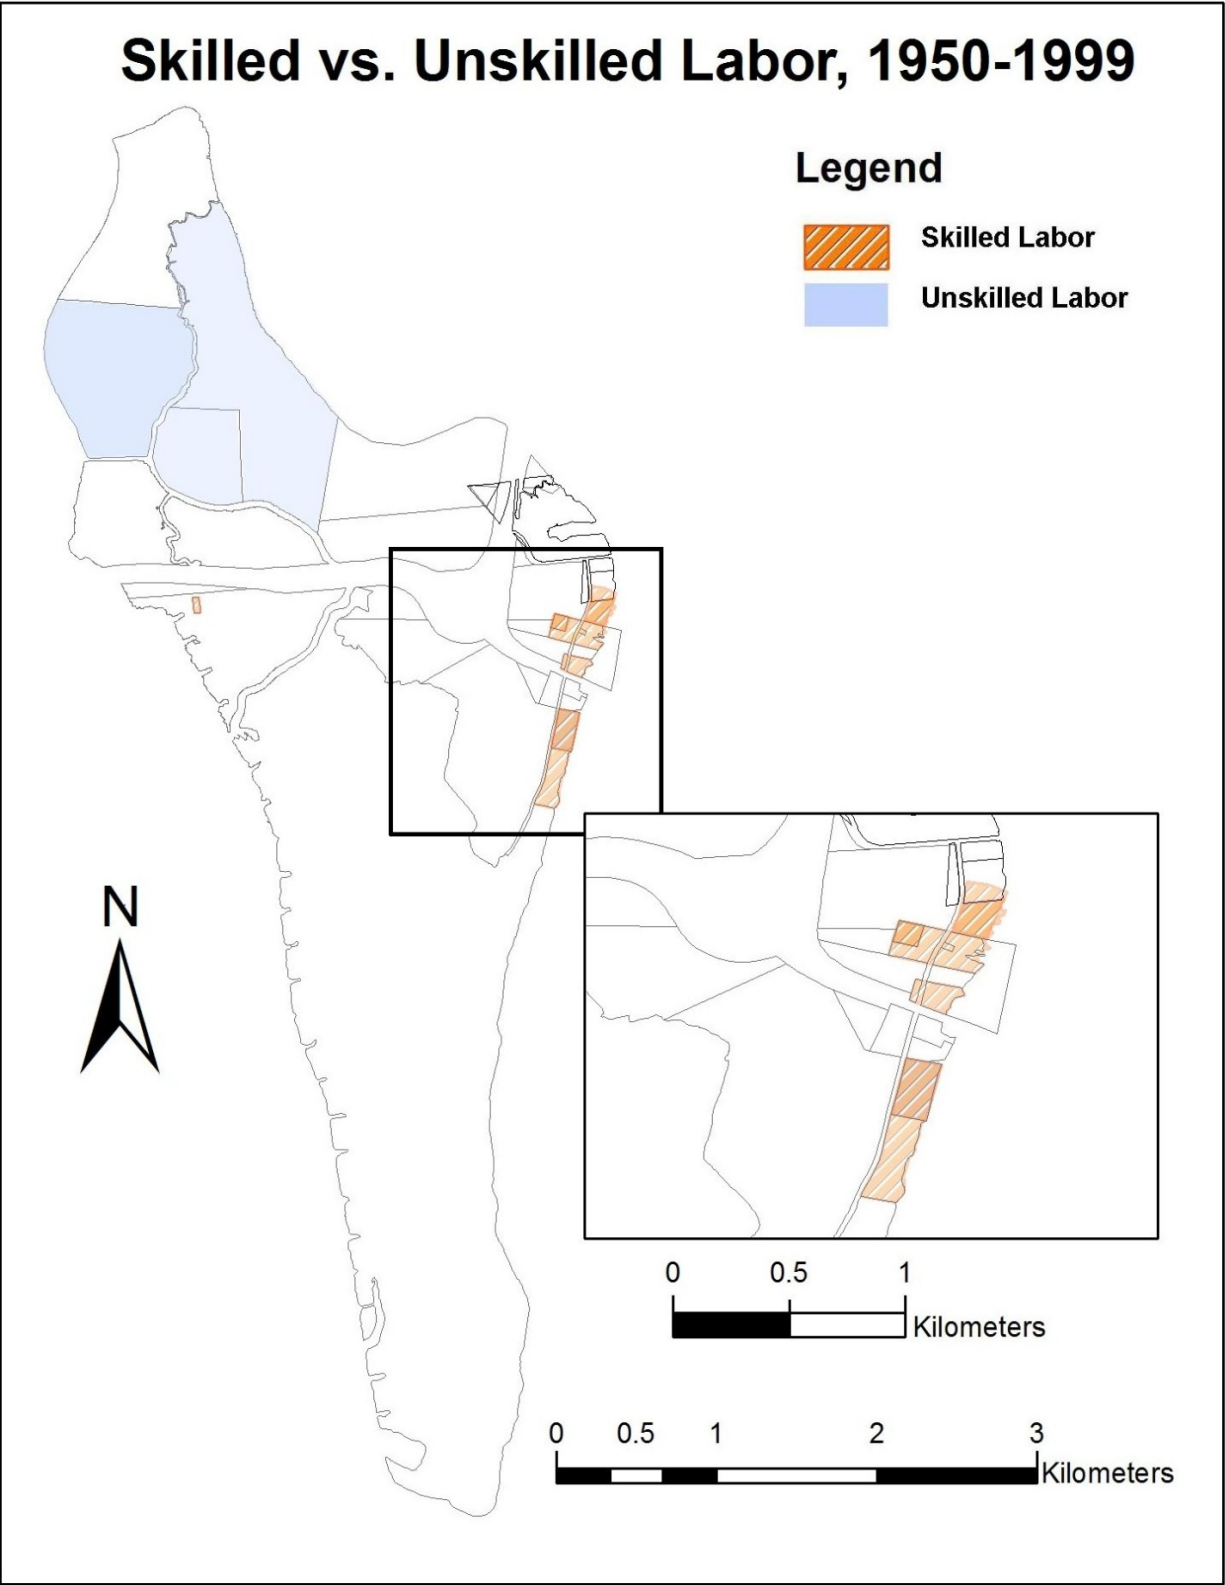 Skilled vs. Unskilled Labor, 1950-1999
Legend
Skilled Labor
Unskilled Labor
N
0 0.5 1
Kilometers
0 0.5 1 2 3
Kilometers